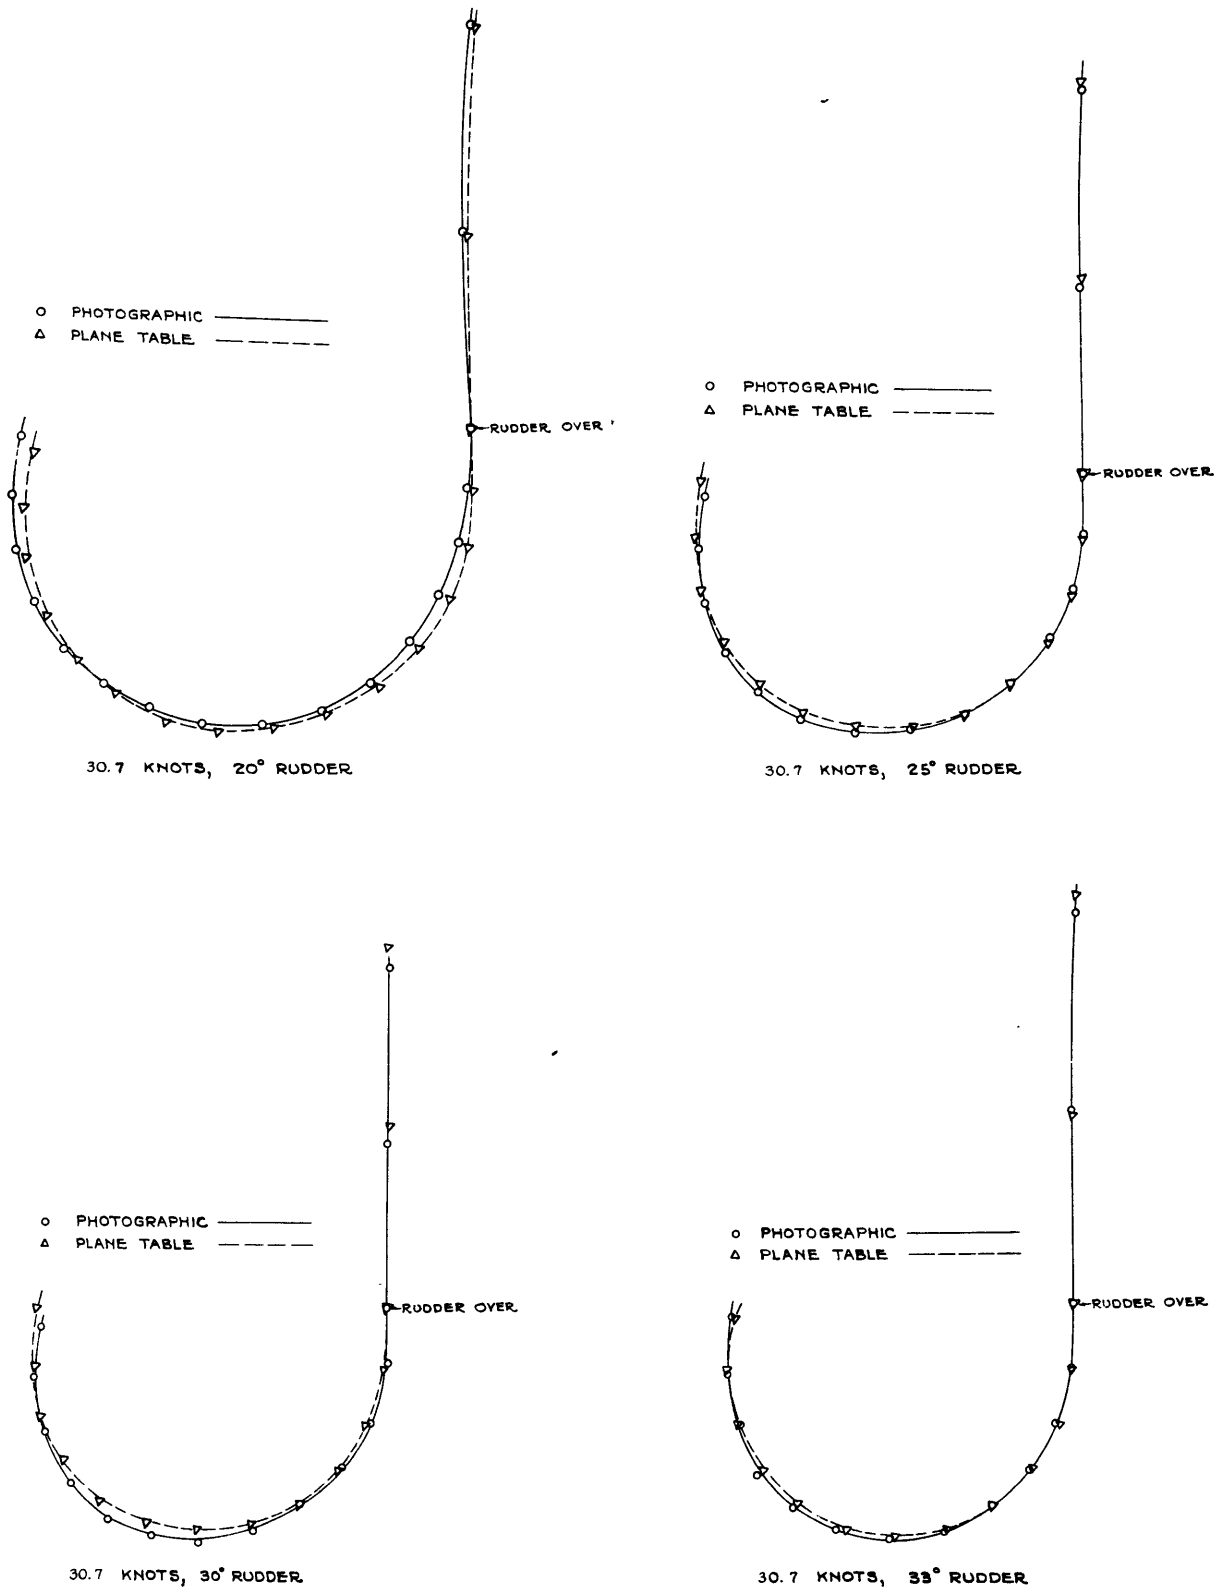 PHOTOGRAPHIC
PLANE TABLE
RUDDER OVER
30.7 KNOTS, 20° RUDDER
PHOTOGRAPHIC
PLANE TABLE
RUDDER OVER
30.7 KNOTS, 25° RUDDER
PHOTOGRAPHIC
PLANE TABLE
RUDDER OVER
30.7 KNOTS, 30° RUDDER
PHOTOGRAPHIC
PLANE TABLE
RUDDER OVER
30.7 KNOTS, 33° RUDDER